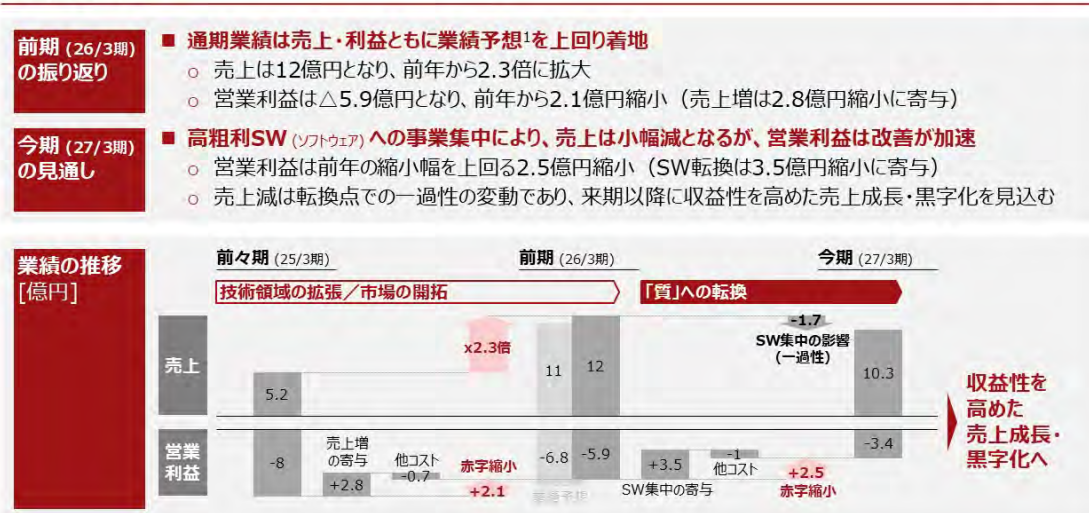 前期 (26/3期)
の振り返り
■ 通期業績は売上・利益ともに業績予想1を上回り着地
○ 売上は12億円となり、前年から2.3倍に拡大
○ 営業利益は△5.9億円となり、前年から2.1億円縮小（売上増は2.8億円縮小に寄与）
今期 (27/3期)
の見通し
■ 高粗利SW (ソフトウェア) への事業集中により、売上は小幅減となるが、営業利益は改善が加速
○ 営業利益は前年の縮小幅を上回る2.5億円縮小（SW転換は3.5億円縮小に寄与）
○ 売上減は転換点での一過性の変動であり、来期以降に収益性を高めた売上成長・黒字化を見込む
業績の推移
[億円]
前々期 (25/3期)
前期 (26/3期)
今期 (27/3期)
技術領域の拡張／市場の開拓
「質」への転換
売上
5.2
x2.3倍
11
12
-1.7
SW集中の影響
(一過性)
10.3
営業
利益
-8
売上増
の寄与
+2.8
他コスト
-0.7
赤字縮小
+2.1
-6.8
-5.9
業績予想
+3.5
SW集中の寄与
-1
他コスト
+2.5
赤字縮小
-3.4
収益性を
高めた
売上成長・
黒字化へ